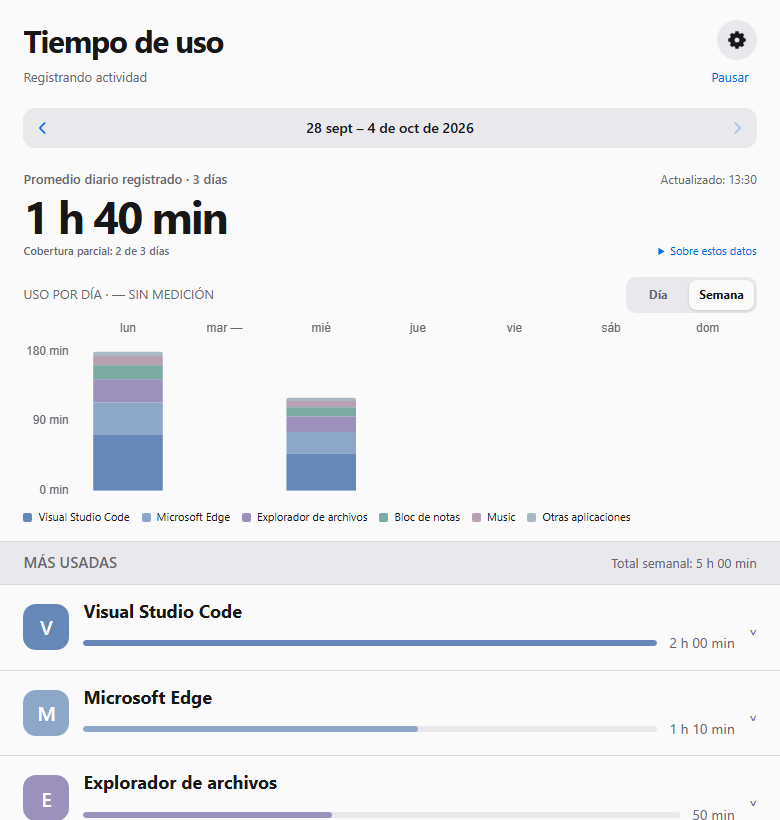 Tiempo de uso
Registrando actividad
Pausar
28 sept – 4 de oct de 2026
Promedio diario registrado · 3 días
Actualizado: 13:30
1 h 40 min
Cobertura parcial: 2 de 3 días
► Sobre estos datos
USO POR DÍA · — SIN MEDICIÓN
Día Semana
lun mar — mié jue vie sáb dom
180 min
90 min
0 min
Visual Studio Code Microsoft Edge Explorador de archivos Bloc de notas Music Otras aplicaciones
MÁS USADAS
Total semanal: 5 h 00 min
V
Visual Studio Code
2 h 00 min
M
Microsoft Edge
1 h 10 min
E
Explorador de archivos
50 min